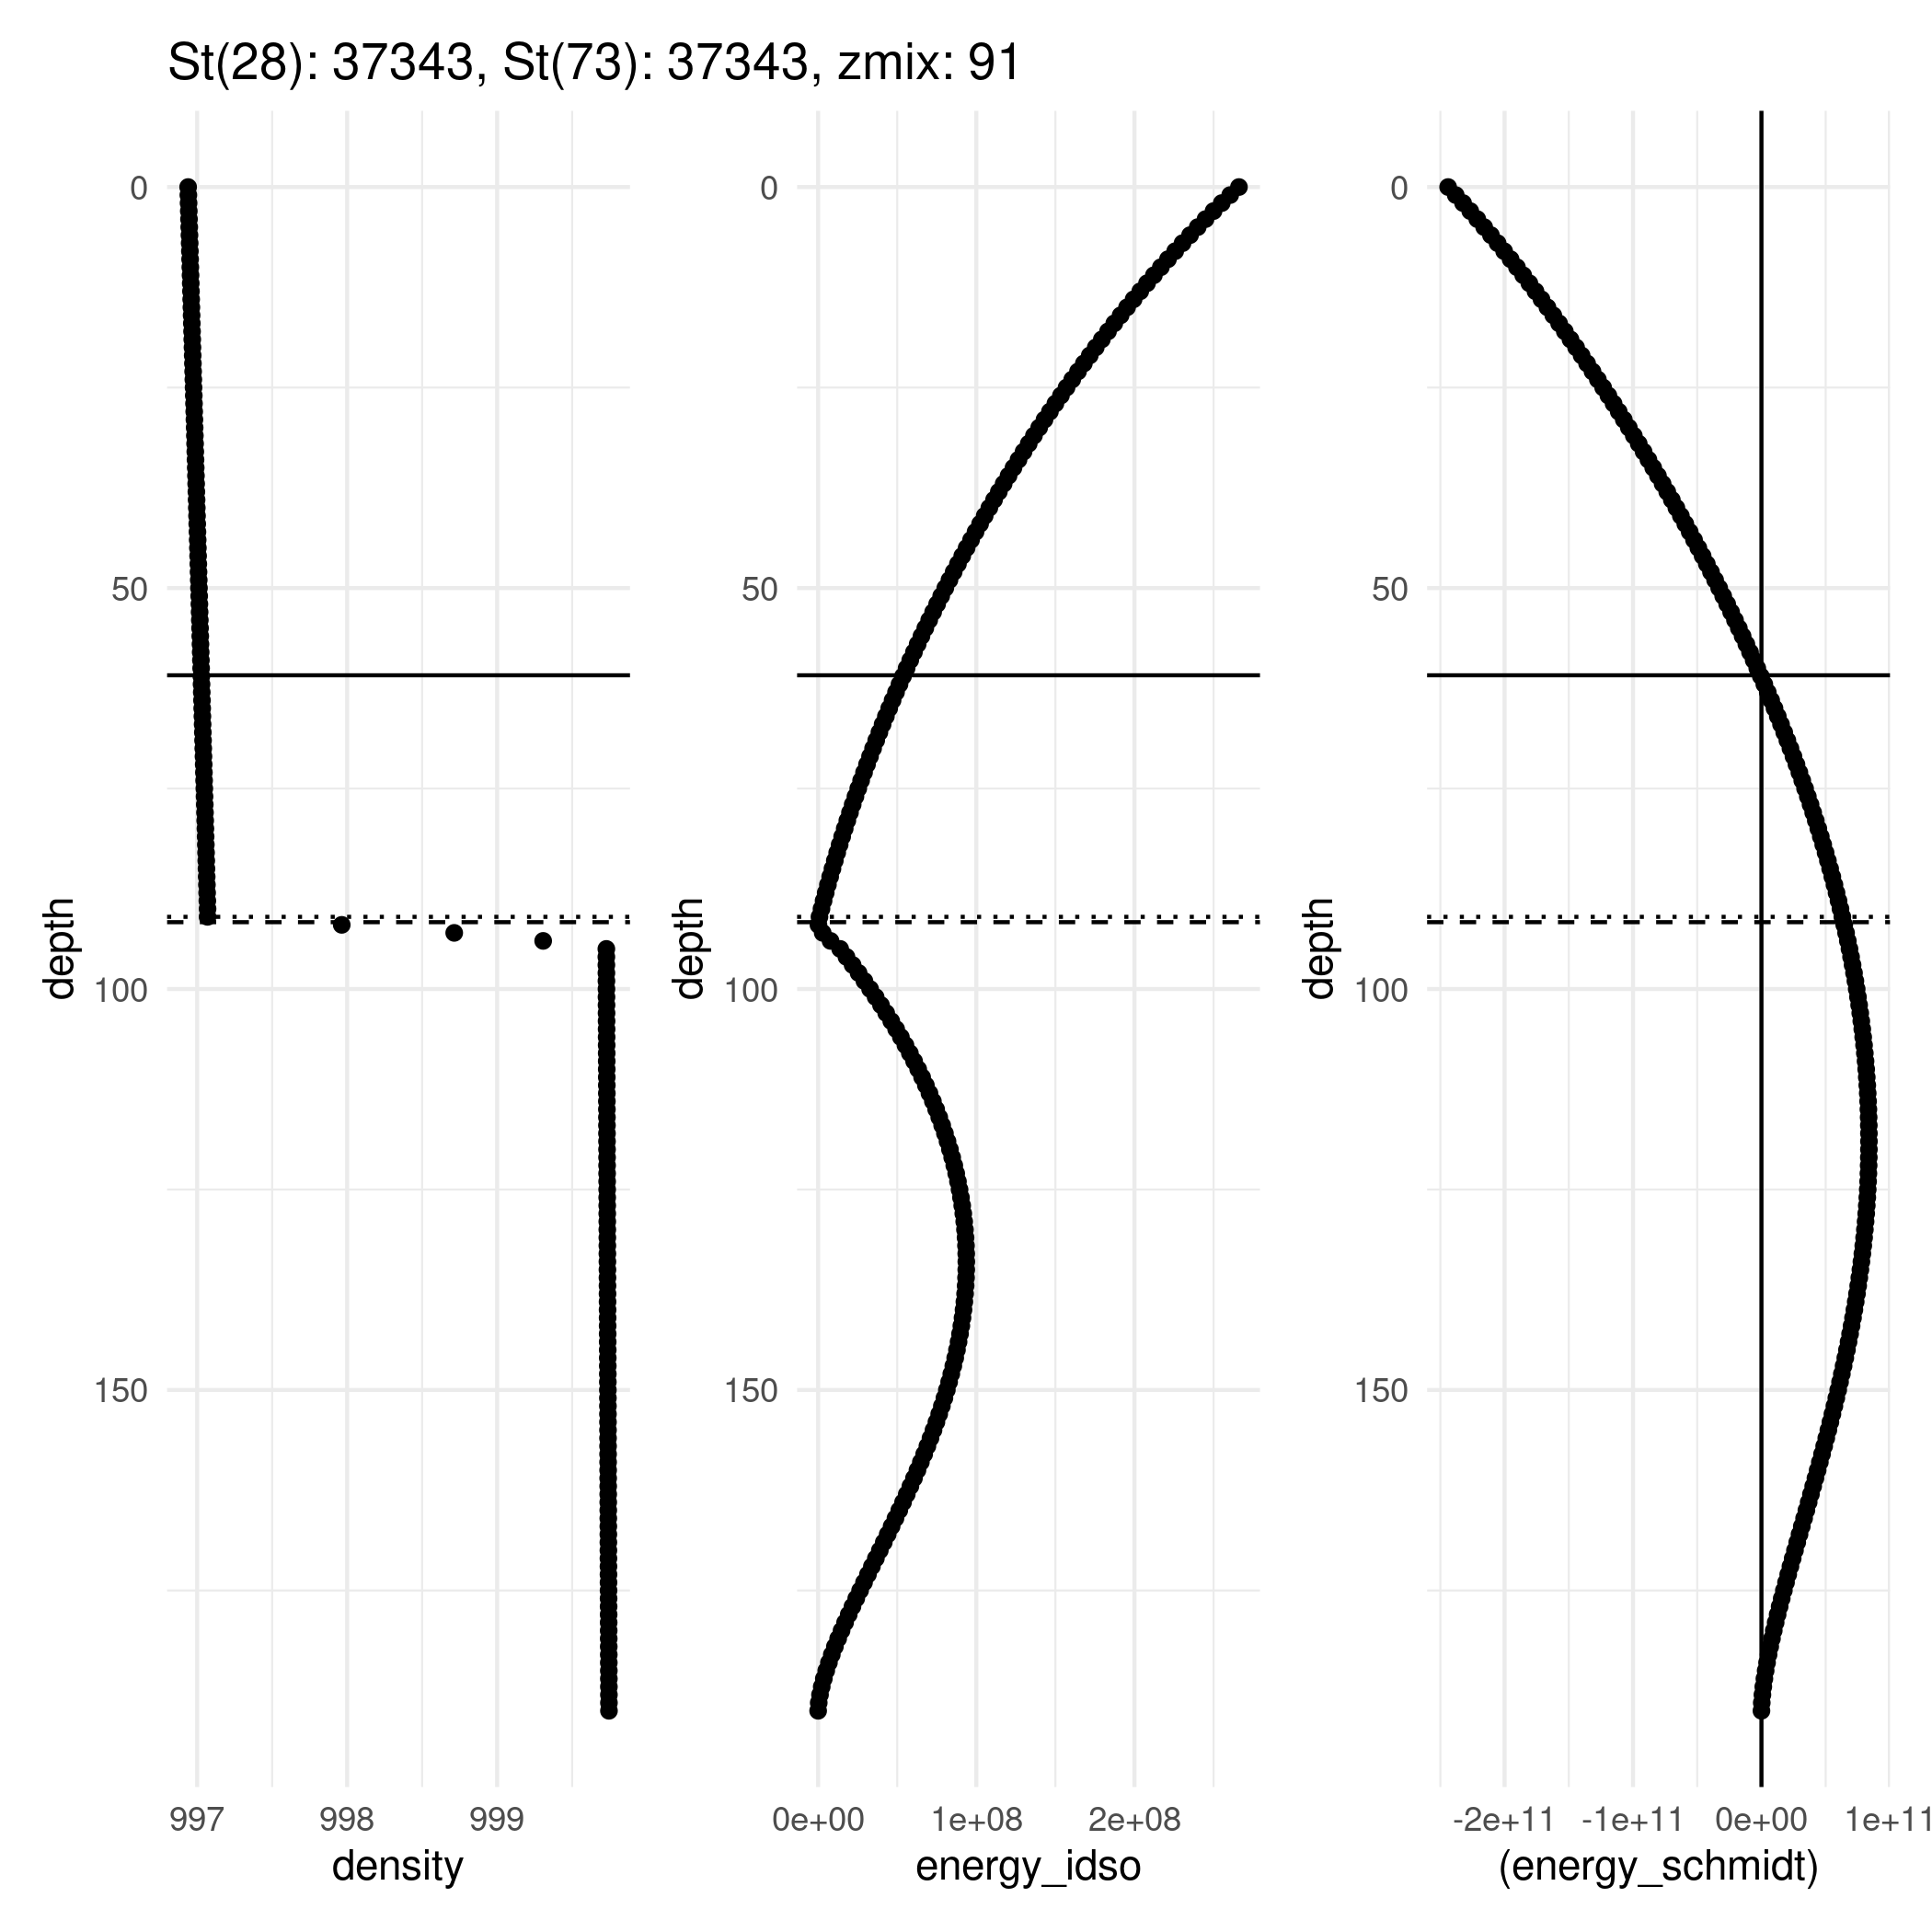 St(28): 37343, St(73): 37343, zmix: 91
depth
0
50
100
150
997
998
999
density
depth
0
50
100
150
0e+00
1e+08
2e+08
energy_idso
depth
0
50
100
150
-2e+11
-1e+11
0e+00
1e+11
(energy_schmidt)